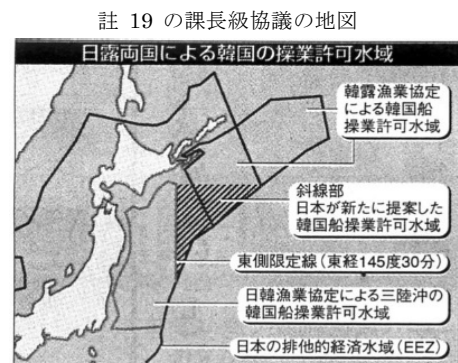 註 19 の課長級協議の地図
日露両国による韓国の操業許可水域
韓露漁業協定
による韓国船
操業許可水域
斜線部
日本が新たに提案した
韓国船操業許可水域
東側限定線(東経145度30分)
日韓漁業協定による三陸沖の
韓国船操業許可水域
日本の排他的経済水域(EEZ)